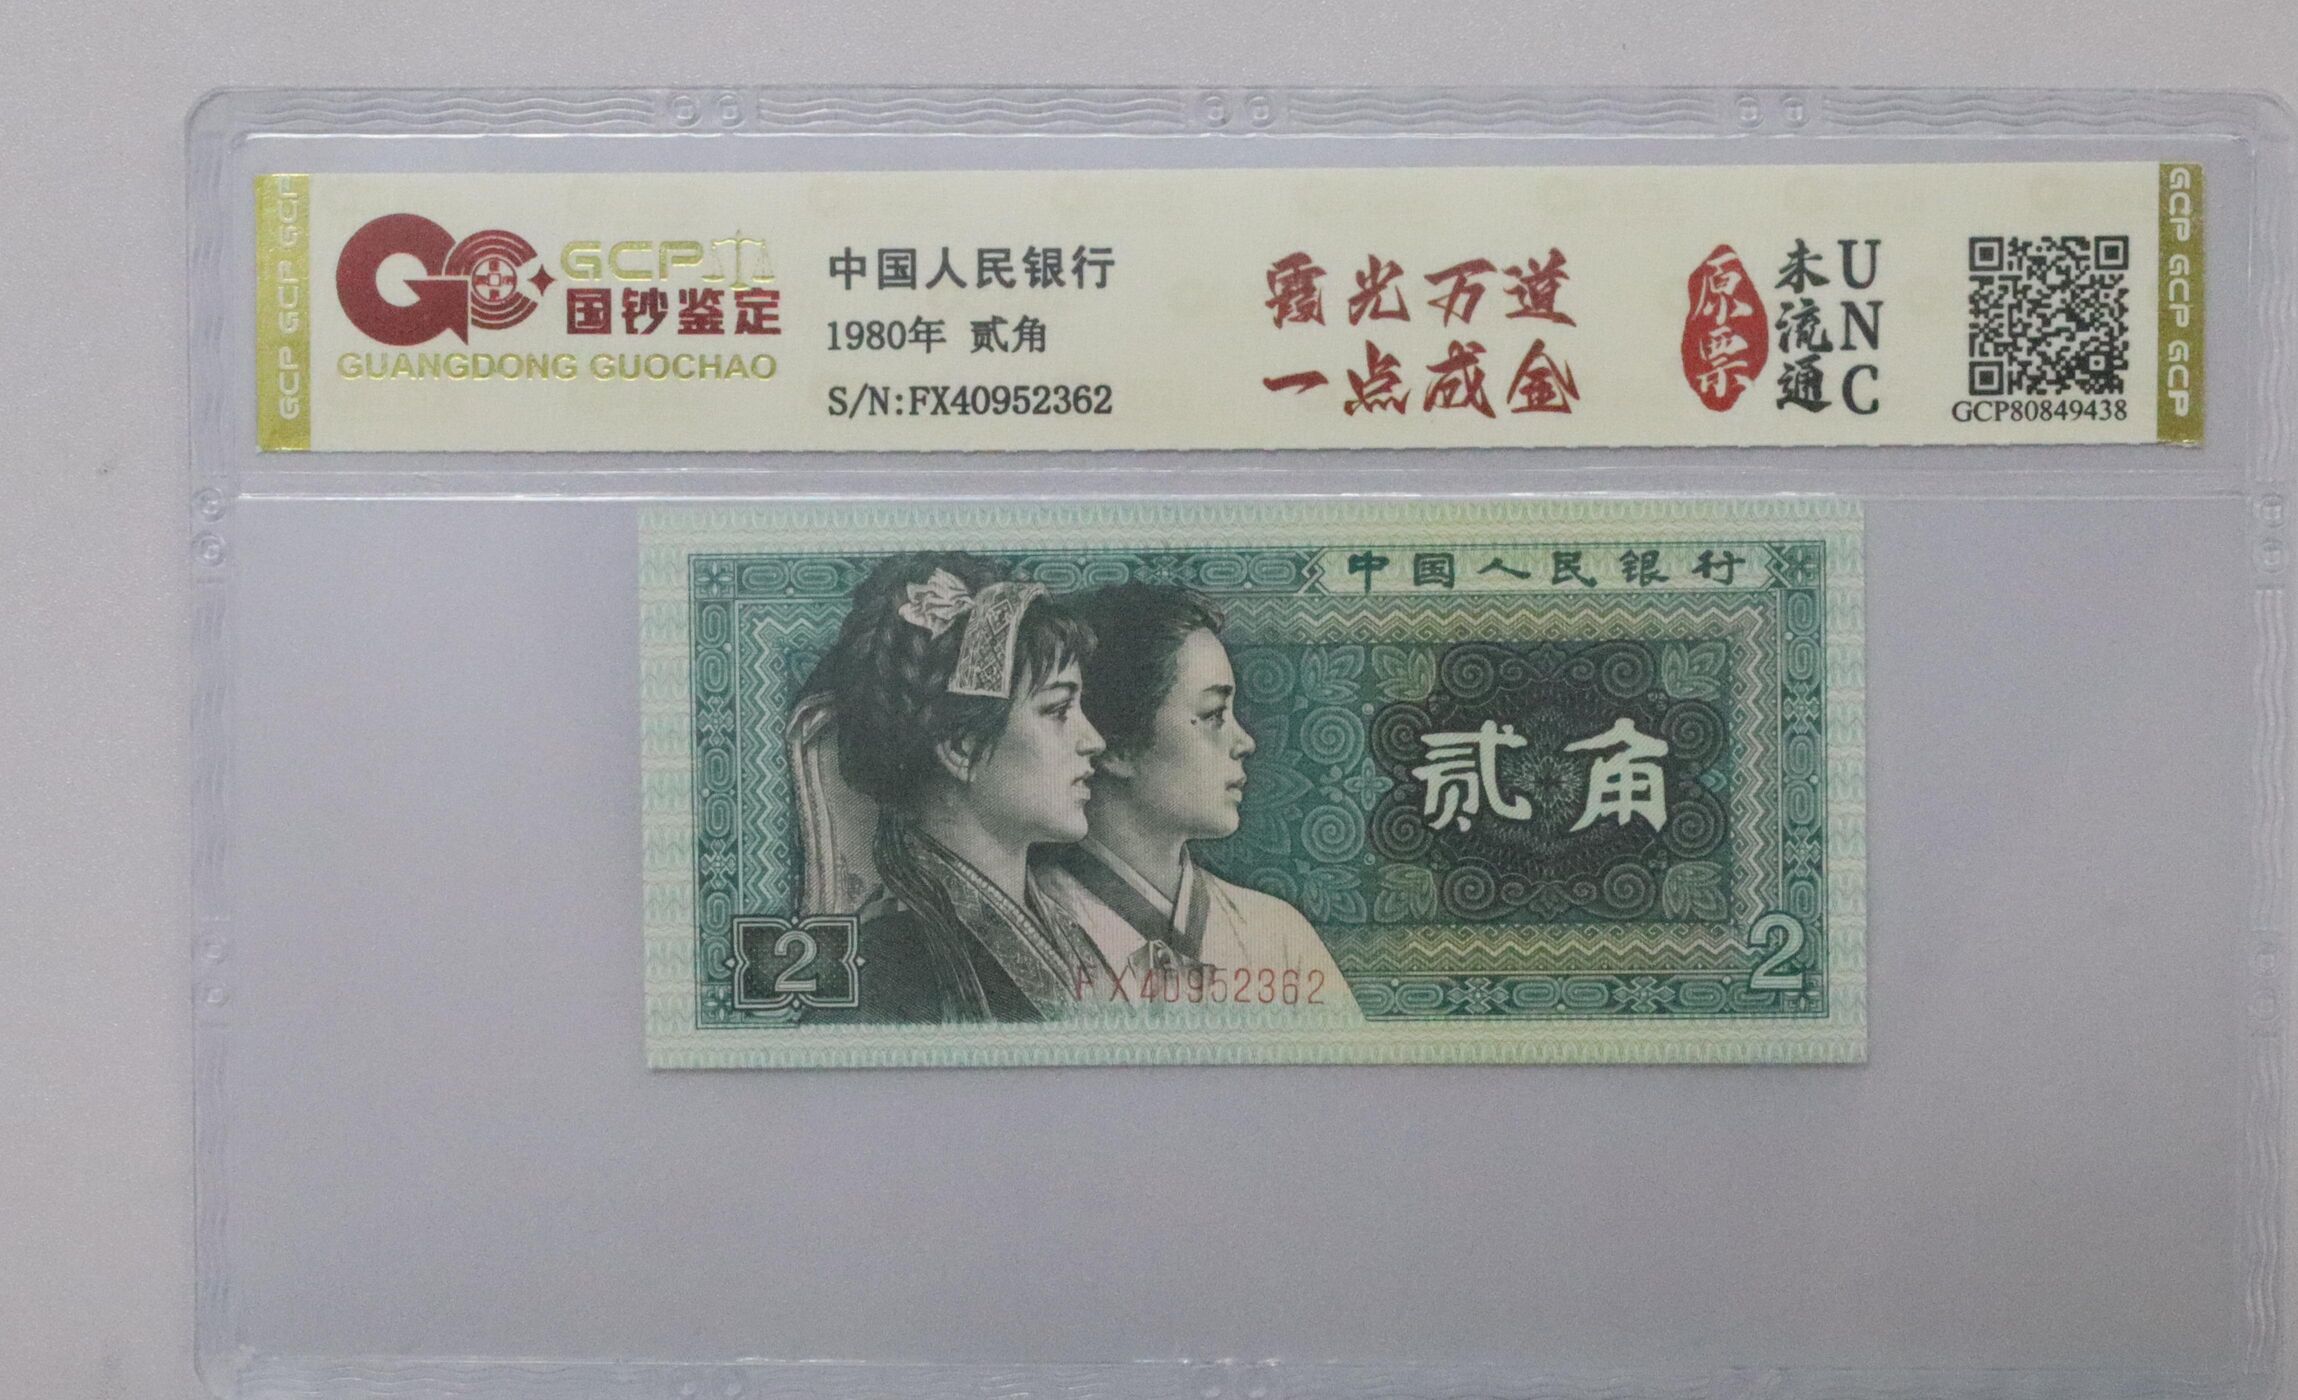 GCP
国钞鉴定
GUANGDONG GUOCHAO
中国人民银行
1980年 贰角
S/N:FX40952362
霞光万道
一点成金
原票
未流通
UNC
GCP80849438
GCP GCP GCP
GCP GCP GCP
中国人民银行
贰角
2
2
FX40952362